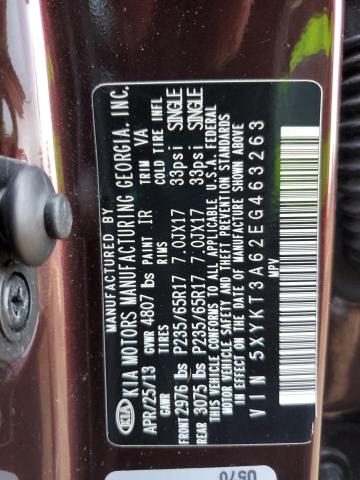 KIA
MANUFACTURED BY
KIA MOTORS MANUFACTURING GEORGIA, INC.
APR/25/13 GVWR 4807 lbs PAINT IR TRIM VA
GAWR RIMS COLD TIRE INFL
FRONT 2976 lbs P235/65R17 7.0JX17 33psi SINGLE
REAR 3075 lbs P235/65R17 7.0JX17 33psi SINGLE
THIS VEHICLE CONFORMS TO ALL APPLICABLE U.S.A. FEDERAL
MOTOR VEHICLE SAFETY AND THEFT PREVENTION STANDARDS
IN EFFECT ON THE DATE OF MANUFACTURE SHOWN ABOVE.
VIN 5XYKT3A62EG463263
MPV
0570